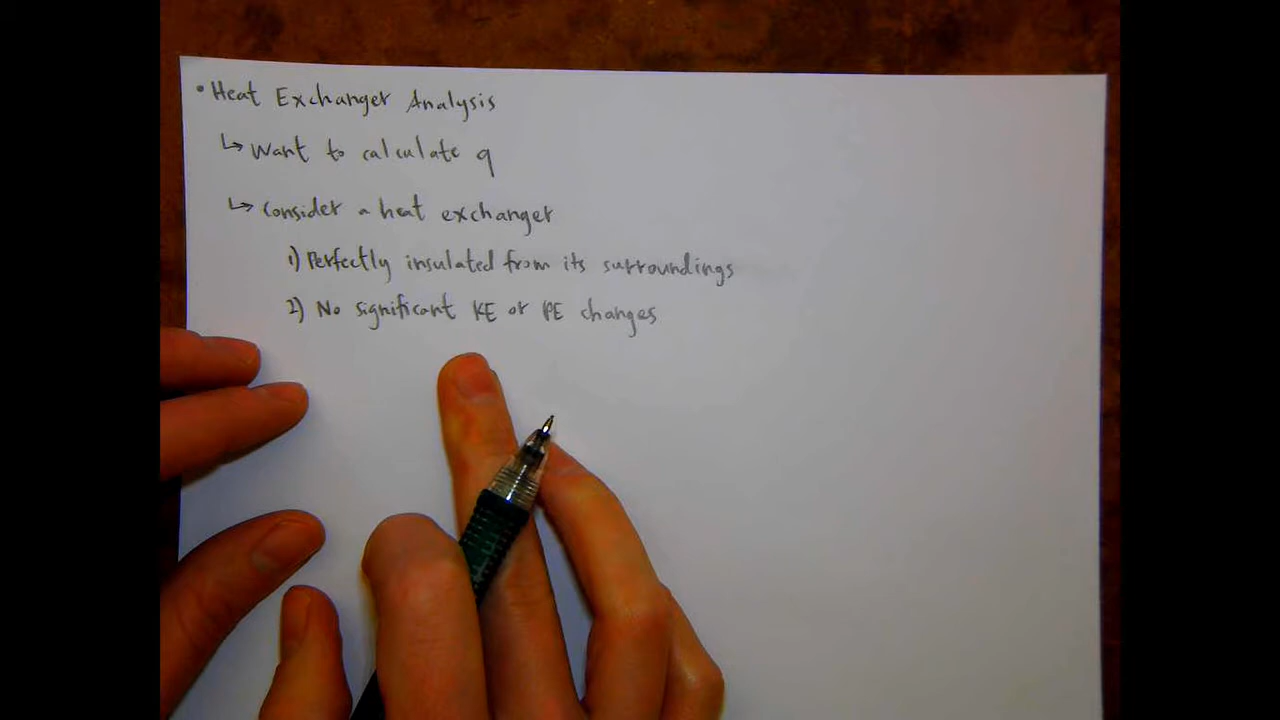 • Heat Exchanger Analysis
↳ Want to calculate q
↳ Consider a heat exchanger
1) Perfectly insulated from its surroundings
2) No significant KE or PE changes